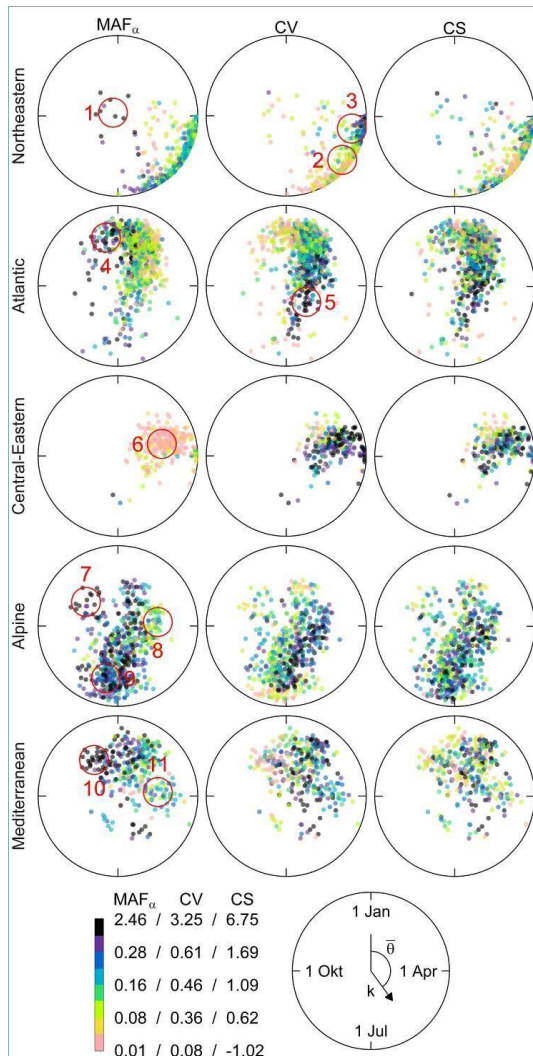 MAFα CV CS
Northeastern
1
3
2
Atlantic
4
5
Central-Eastern
6
Alpine
7
8
9
Mediterranean
10
11
MAFα CV CS
2.46 / 3.25 / 6.75
0.28 / 0.61 / 1.69
0.16 / 0.46 / 1.09
0.08 / 0.36 / 0.62
0.01 / 0.08 / -1.02
1 Jan
θ
1 Okt
1 Apr
k
1 Jul